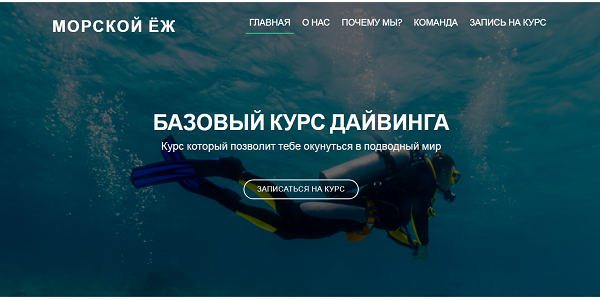 МОРСКОЙ ЁЖ
ГЛАВНАЯ О НАС ПОЧЕМУ МЫ? КОМАНДА ЗАПИСЬ НА КУРС
БАЗОВЫЙ КУРС ДАЙВИНГА
Курс который позволит тебе окунуться в подводный мир
ЗАПИСАТЬСЯ НА КУРС